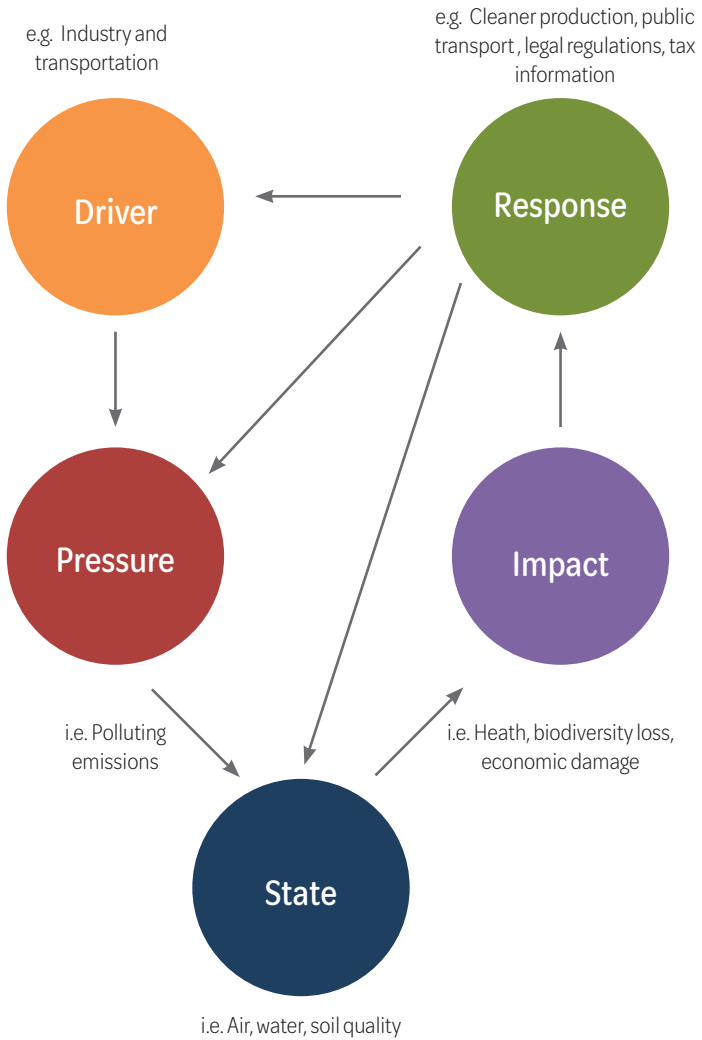 e.g. Industry and
transportation
e.g. Cleaner production, public
transport , legal regulations, tax
information
Driver
Response
Pressure
Impact
i.e. Polluting
emissions
i.e. Heath, biodiversity loss,
economic damage
State
i.e. Air, water, soil quality